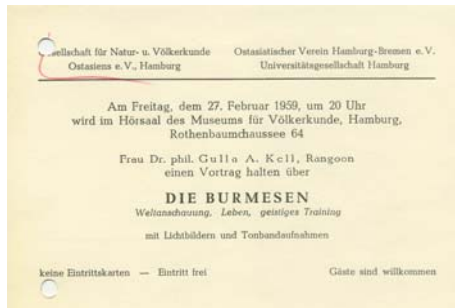 Gesellschaft für Natur- u. Völkerkunde
Ostasiens e. V., Hamburg
Ostasiatischer Verein Hamburg-Bremen e. V.
Universitätsgesellschaft Hamburg
Am Freitag, dem 27. Februar 1959, um 20 Uhr
wird im Hörsaal des Museums für Völkerkunde, Hamburg,
Rothenbaumchaussee 64
Frau Dr. phil. Gulla A. Kell, Rangoon
einen Vortrag halten über
DIE BURMESEN
Weltanschauung, Leben, geistiges Training
mit Lichtbildern und Tonbandaufnahmen
keine Eintrittskarten — Eintritt frei
Gäste sind willkommen